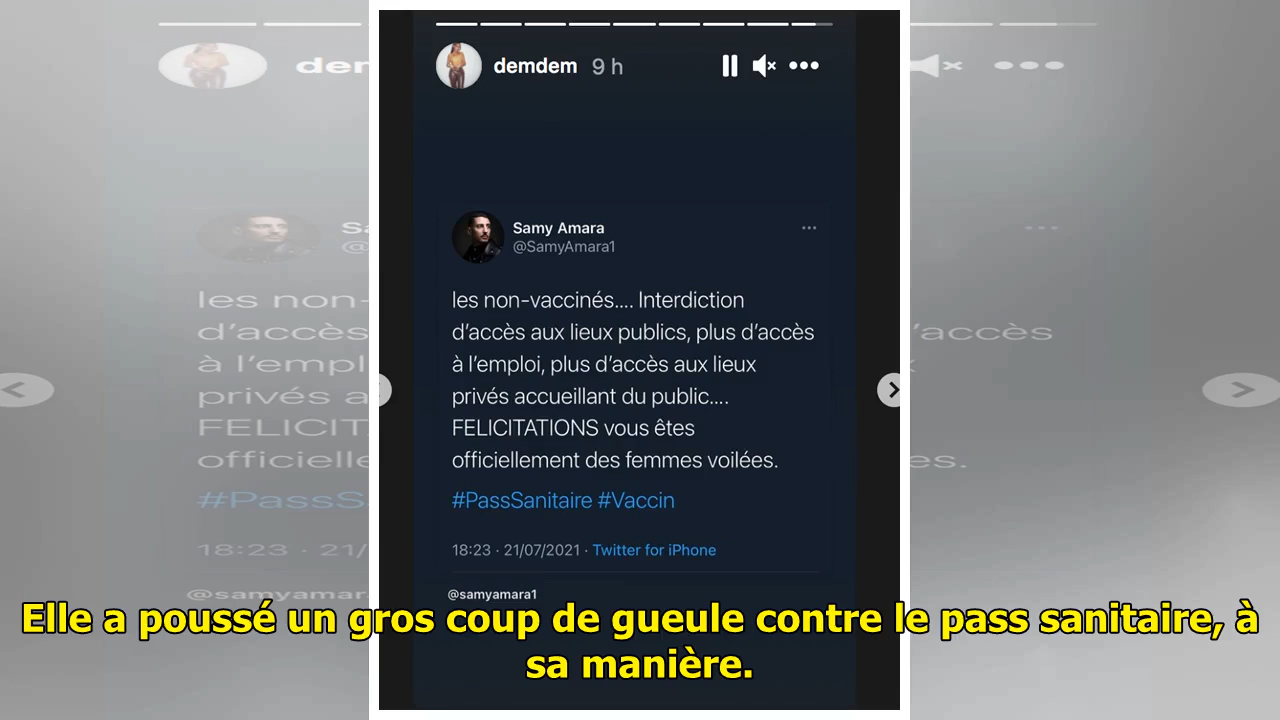 demdem 9 h
Samy Amara
@SamyAmara1
les non-vaccinés.... Interdiction
d'accès aux lieux publics, plus d'accès
à l'emploi, plus d'accès aux lieux
privés accueillant du public....
FELICITATIONS vous êtes
officiellement des femmes voilées.
#PassSanitaire #Vaccin
18:23 · 21/07/2021 · Twitter for iPhone
@samyamara1
Elle a poussé un gros coup de gueule contre le pass sanitaire, à
sa manière.